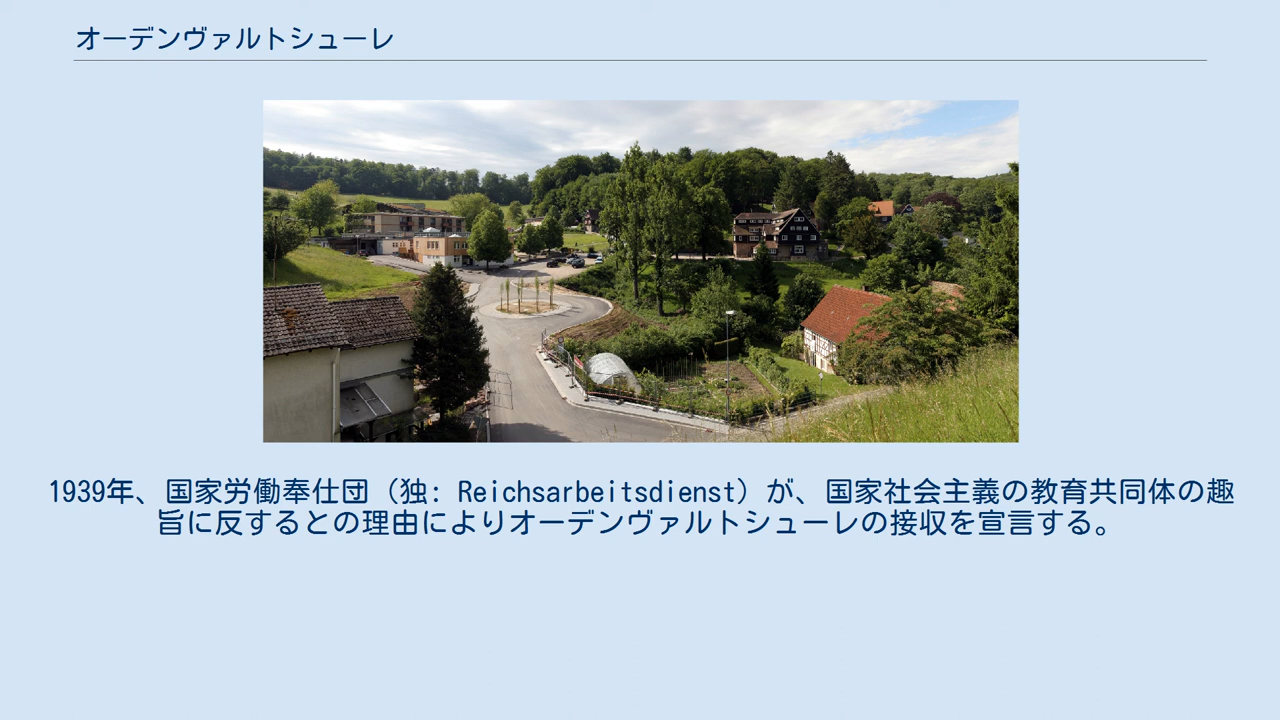 オーデンヴァルトシューレ
1939年、国家労働奉仕団（独: Reichsarbeitsdienst）が、国家社会主義の教育共同体の趣
旨に反するとの理由によりオーデンヴァルトシューレの接収を宣言する。